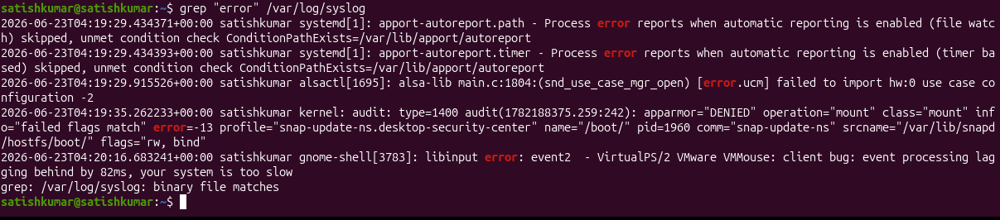 satishkumar@satishkumar:~$ grep "error" /var/log/syslog
2026-06-23T04:19:29.434371+00:00 satishkumar systemd[1]: apport-autoreport.path - Process error reports when automatic reporting is enabled (file watc
h) skipped, unmet condition check ConditionPathExists=/var/lib/apport/autoreport
2026-06-23T04:19:29.434393+00:00 satishkumar systemd[1]: apport-autoreport.timer - Process error reports when automatic reporting is enabled (timer ba
sed) skipped, unmet condition check ConditionPathExists=/var/lib/apport/autoreport
2026-06-23T04:19:29.915526+00:00 satishkumar alsactl[1695]: alsa-lib main.c:1804:(snd_use_case_mgr_open) [error.ucm] failed to import hw:0 use case co
nfiguration -2
2026-06-23T04:19:35.262233+00:00 satishkumar kernel: audit: type=1400 audit(1782188375.259:242): apparmor="DENIED" operation="mount" class="mount" inf
o="failed flags match" error=-13 profile="snap-update-ns.desktop-security-center" name="/boot/" pid=1960 comm="snap-update-ns" srcname="/var/lib/snapd
/hostfs/boot/" flags="rw, bind"
2026-06-23T04:20:16.683241+00:00 satishkumar gnome-shell[3783]: libinput error: event2  - VirtualPS/2 VMware VMMouse: client bug: event processing lag
ging behind by 82ms, your system is too slow
grep: /var/log/syslog: binary file matches
satishkumar@satishkumar:~$